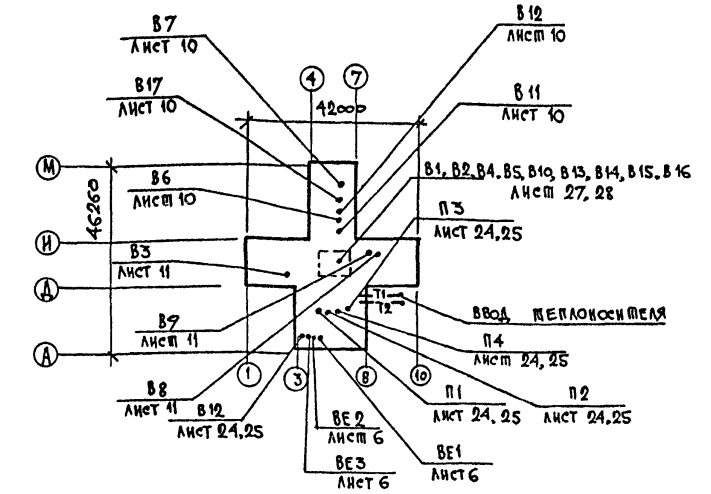 В7
ЛИСТ 10
В12
ЛИСТ 10
В17
ЛИСТ 10
4
7
42000
В11
ЛИСТ 10
М
В6
ЛИСТ 10
В1, В2, В4, В5, В10, В13, В14, В15, В16
ЛИСТ 27, 28
46260
П3
ЛИСТ 24,25
Н
В3
ЛИСТ 11
Д
Т1
Т2
ВВОД ТЕПЛОНОСИТЕЛЯ
В9
ЛИСТ 11
П4
ЛИСТ 24,25
А
1
3
8
10
В8
ЛИСТ 11
В12
ЛИСТ 24,25
П1
ЛИСТ 24,25
П2
ЛИСТ 24,25
ВЕ2
ЛИСТ 6
ВЕ3
ЛИСТ 6
ВЕ1
ЛИСТ 6